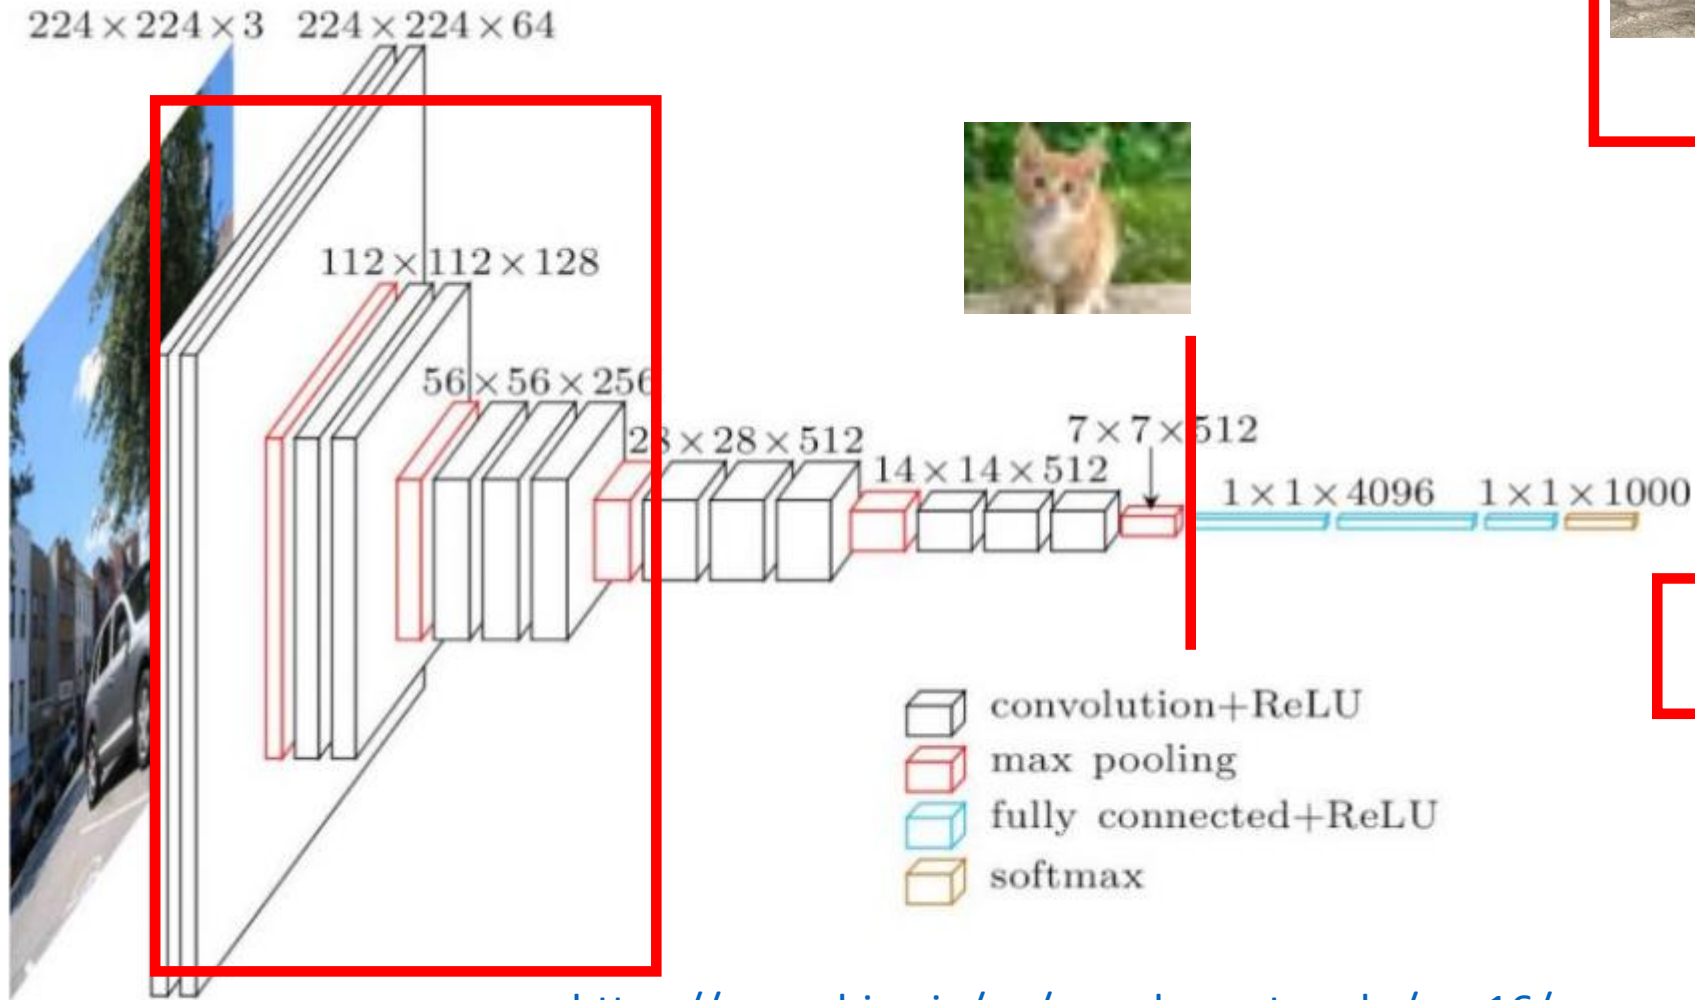 224×224×3
224×224×64
112×112×128
56×56×256
28×28×512
14×14×512
7×7×512
1×1×4096
1×1×1000
convolution+ReLU
max pooling
fully connected+ReLU
softmax